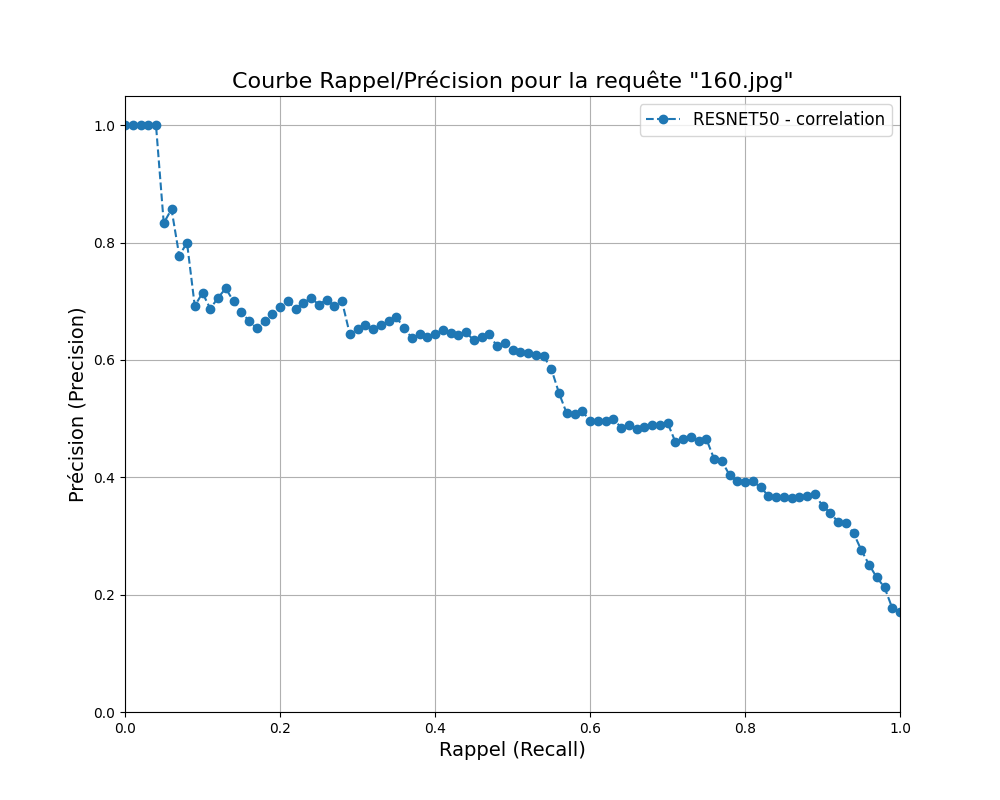 Courbe Rappel/Précision pour la requête "160.jpg"
RESNET50 - correlation
Précision (Precision)
1.0
0.8
0.6
0.4
0.2
0.0
0.0 0.2 0.4 0.6 0.8 1.0
Rappel (Recall)